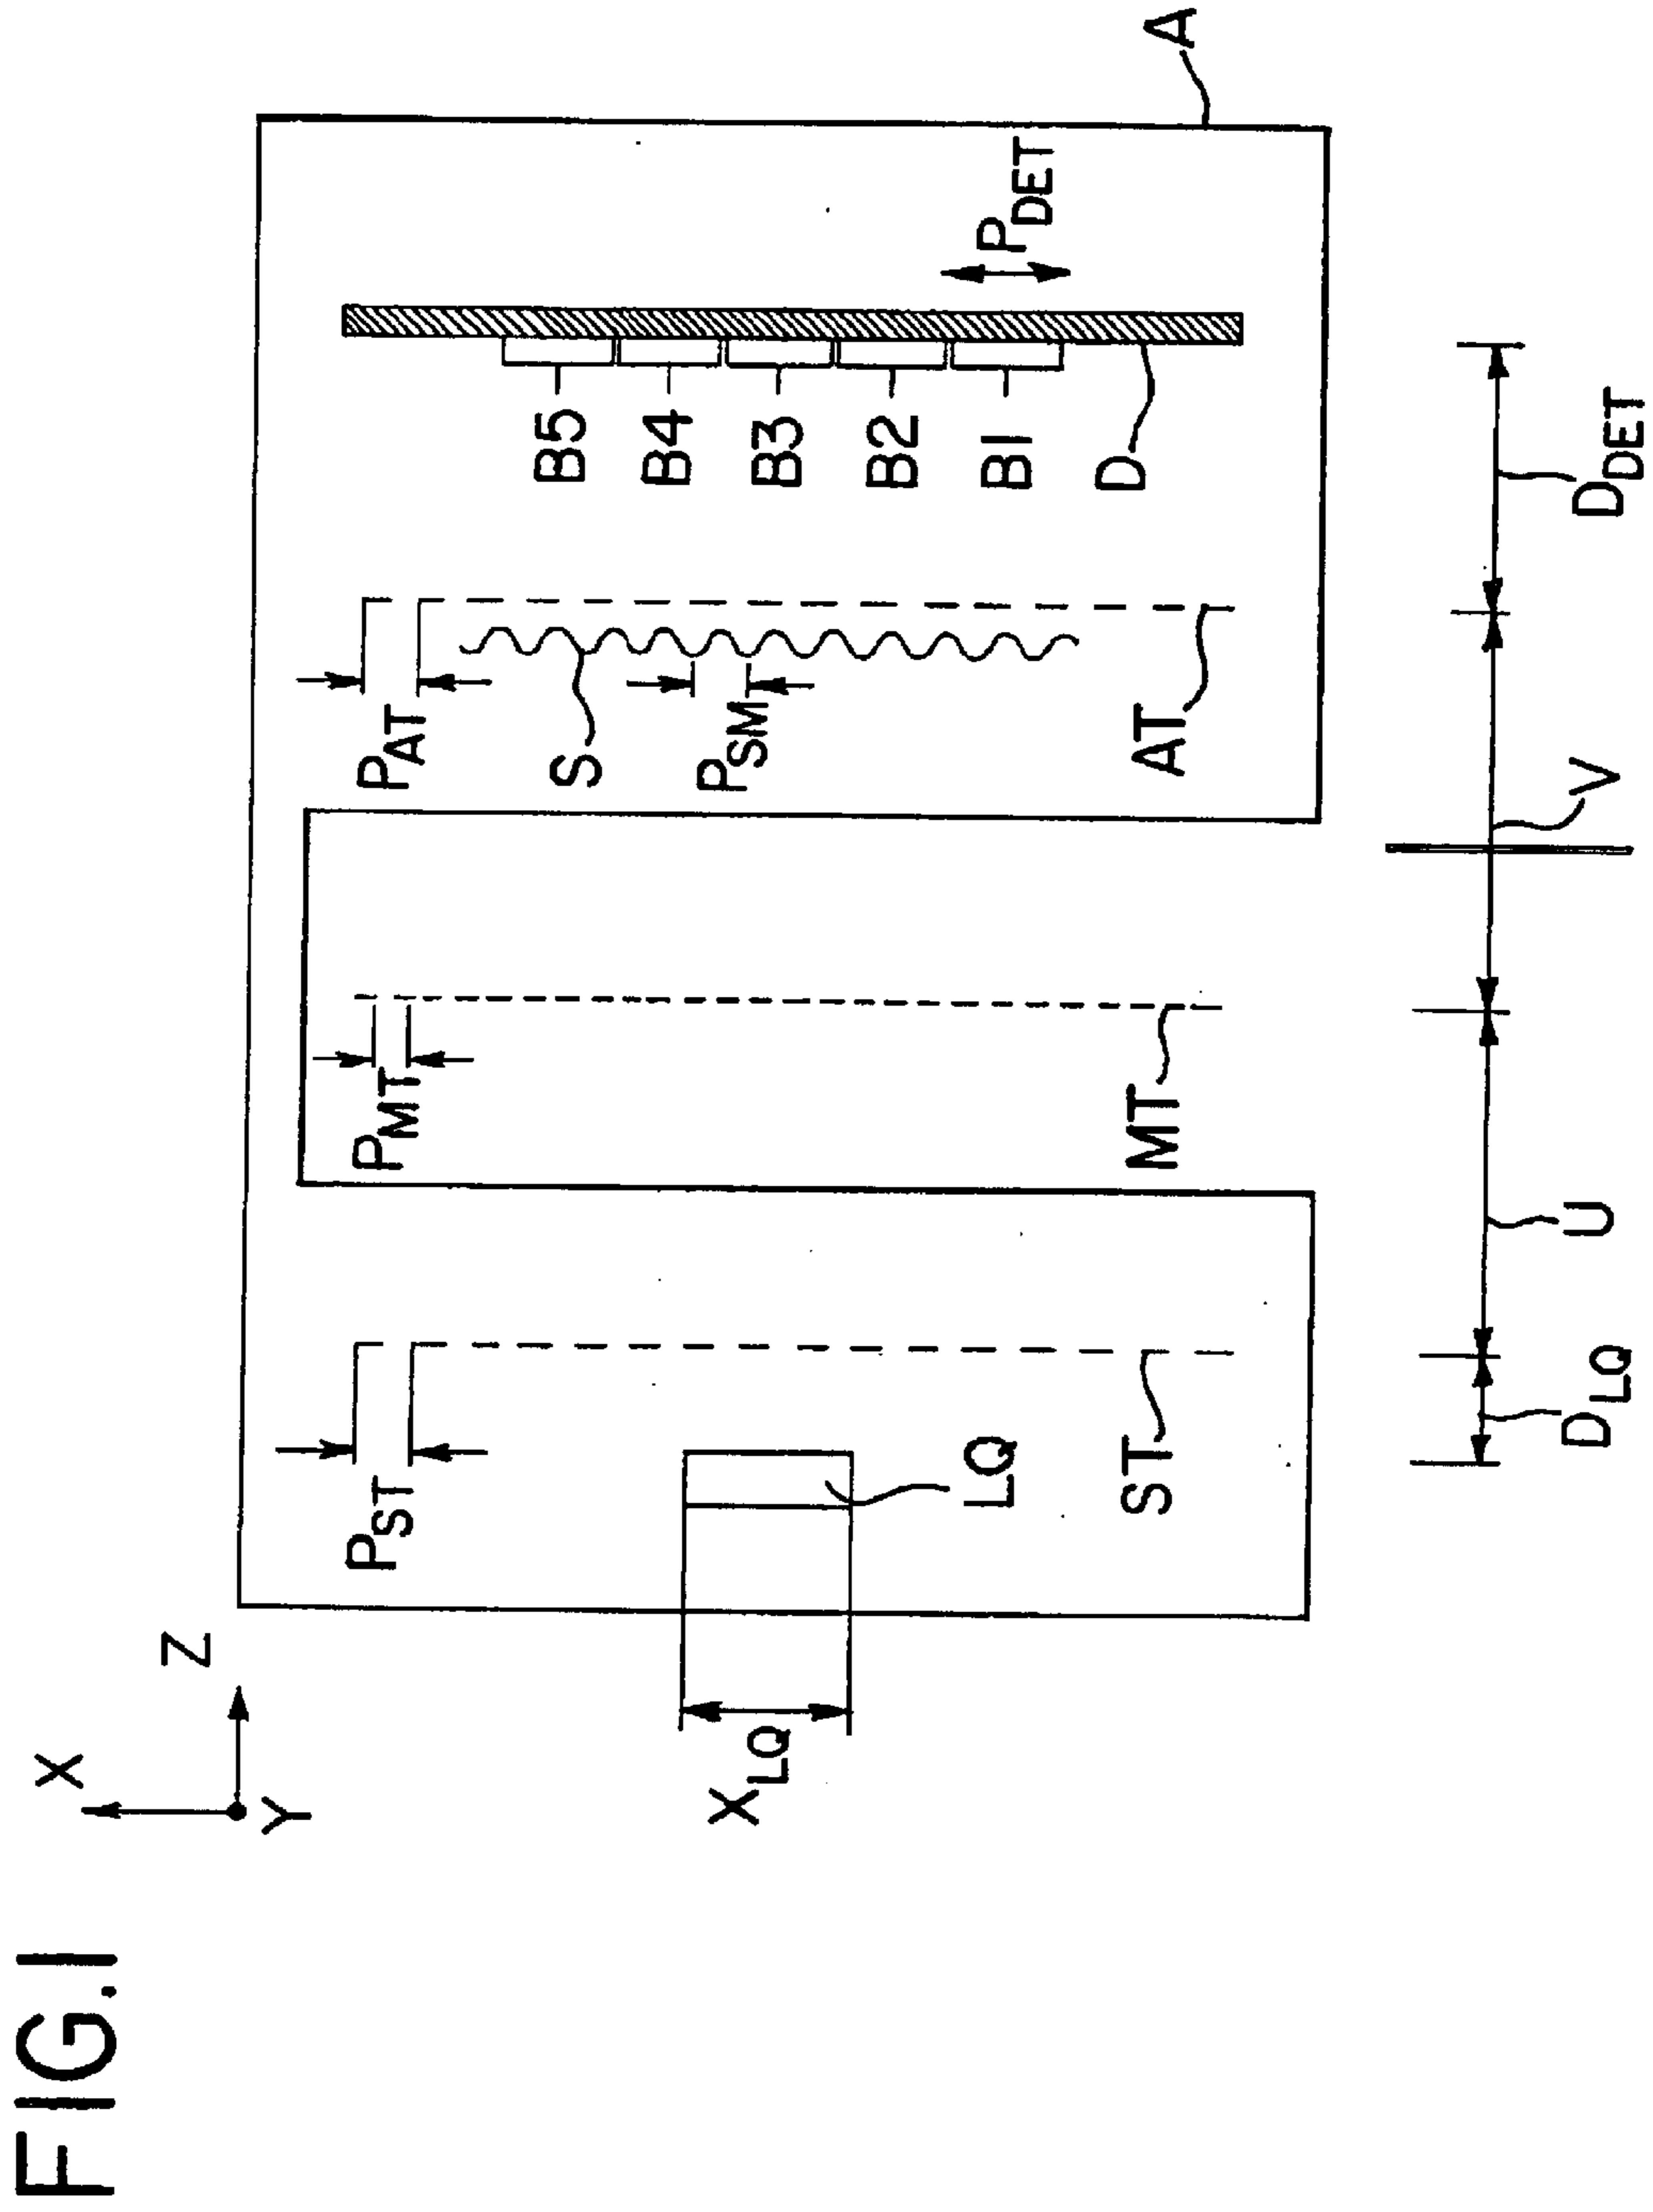 FIG.1
X
Z
Y
A
P_ST
P_MT
P_AT
S
P_SM
P_DET
B5
B4
B3
B2
B1
D
X_LQ
LQ
ST
MT
AT
D_LQ
U
V
D_DET